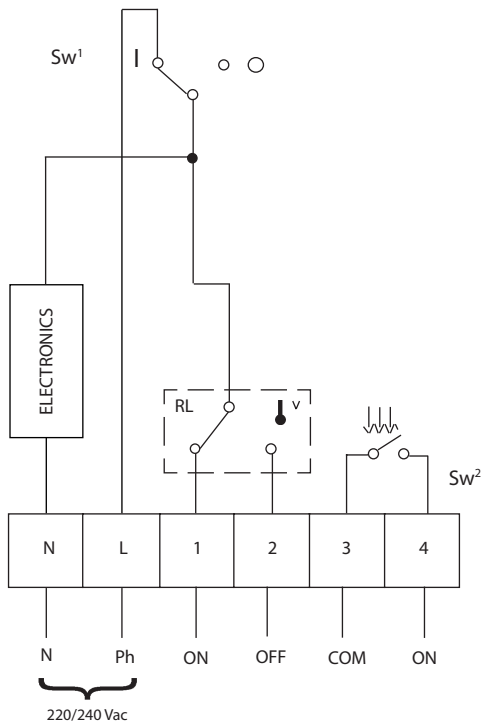 Sw¹ I
ELECTRONICS
RL v
Sw²
N L 1 2 3 4
N Ph ON OFF COM ON
220/240 Vac